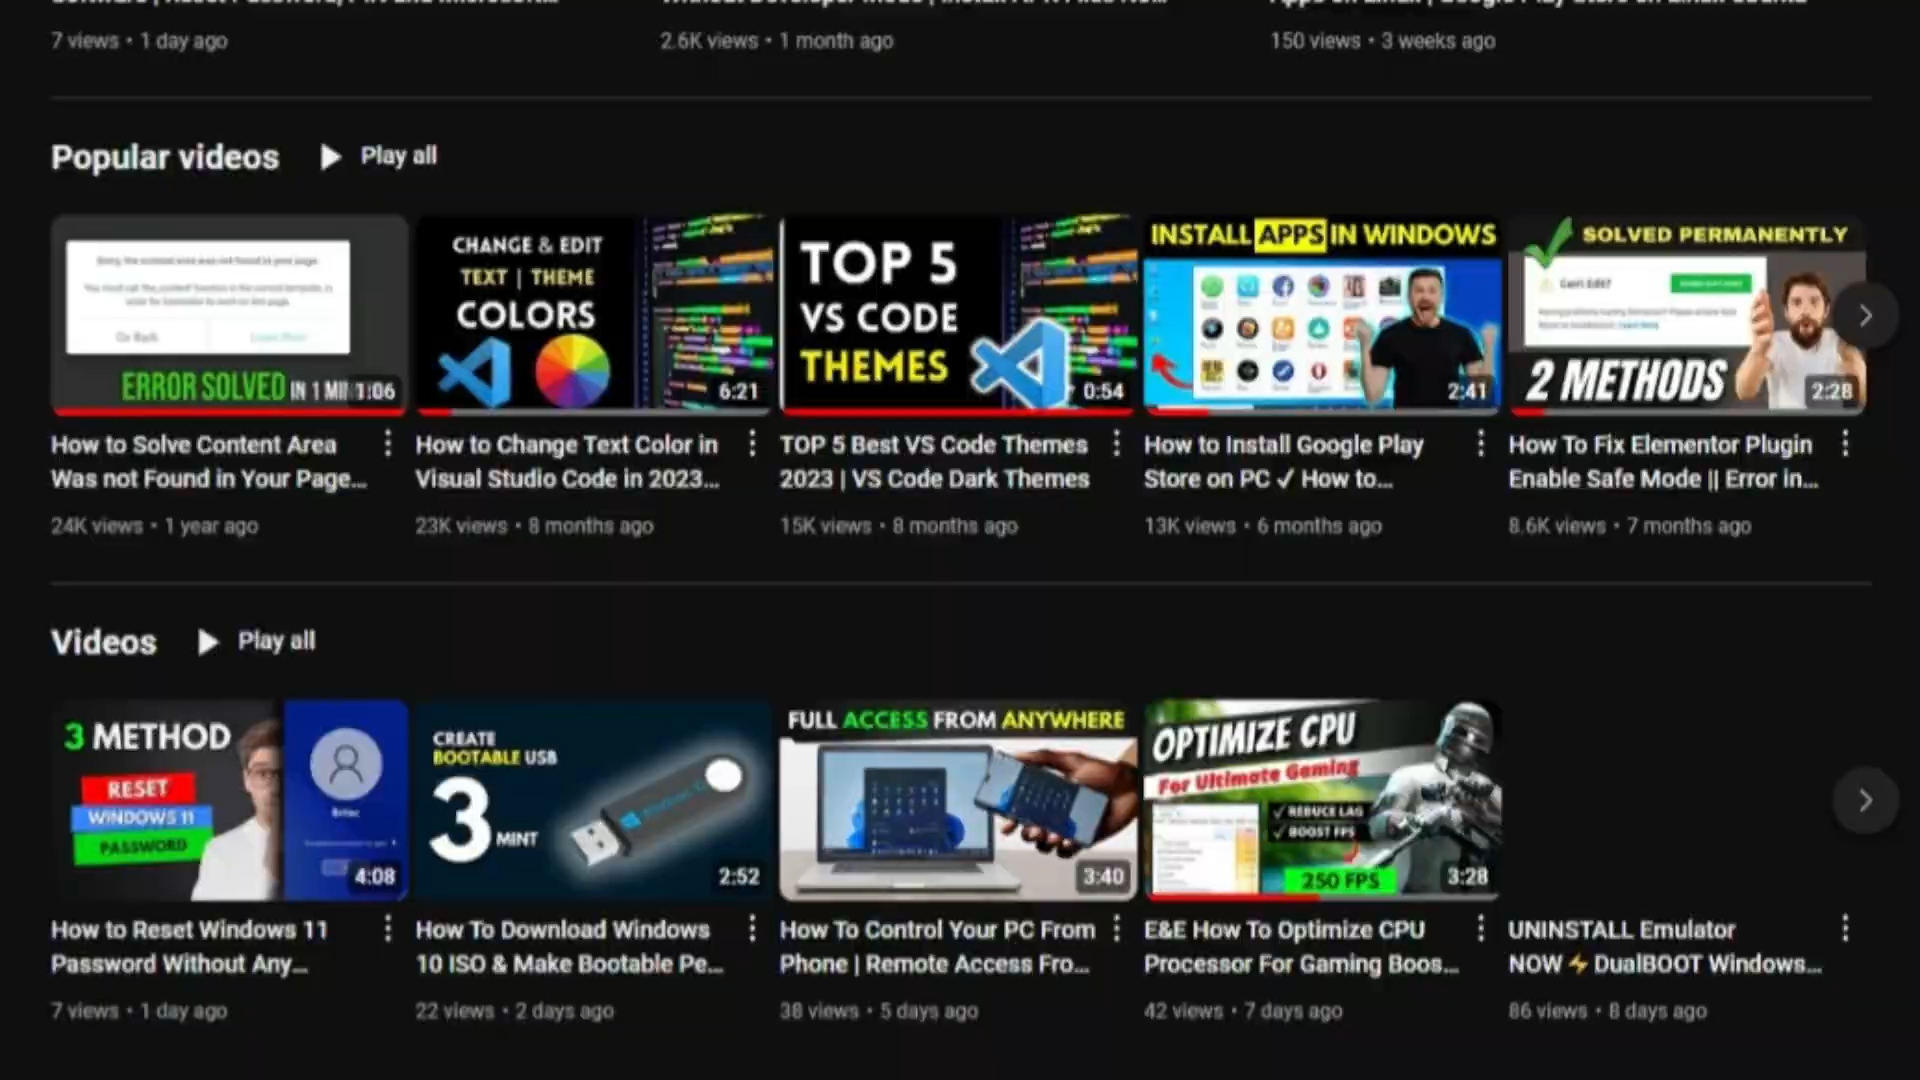 7 views • 1 day ago
2.6K views • 1 month ago
150 views • 3 weeks ago
Popular videos
Play all
ERROR SOLVED IN 1 MI
1:06
CHANGE & EDIT
TEXT | THEME
COLORS
6:21
TOP 5
VS CODE
THEMES
0:54
INSTALL APPS IN WINDOWS
2:41
SOLVED PERMANENTLY
Can't Edit?
2 METHODS
2:28
How to Solve Content Area
Was not Found in Your Page...
24K views • 1 year ago
How to Change Text Color in
Visual Studio Code in 2023...
23K views • 8 months ago
TOP 5 Best VS Code Themes
2023 | VS Code Dark Themes
15K views • 8 months ago
How to Install Google Play
Store on PC ✓ How to...
13K views • 6 months ago
How To Fix Elementor Plugin
Enable Safe Mode || Error in...
8.6K views • 7 months ago
Videos
Play all
3 METHOD
RESET
WINDOWS 11
PASSWORD
4:08
CREATE
BOOTABLE USB
3 MINT
2:52
FULL ACCESS FROM ANYWHERE
3:40
OPTIMIZE CPU
For Ultimate Gaming
✓ REDUCE LAG
✓ BOOST FPS
250 FPS
3:28
How to Reset Windows 11
Password Without Any...
7 views • 1 day ago
How To Download Windows
10 ISO & Make Bootable Pe...
22 views • 2 days ago
How To Control Your PC From
Phone | Remote Access Fro...
38 views • 5 days ago
E&E How To Optimize CPU
Processor For Gaming Boos...
42 views • 7 days ago
UNINSTALL Emulator
NOW ⚡ DualBOOT Windows...
86 views • 8 days ago